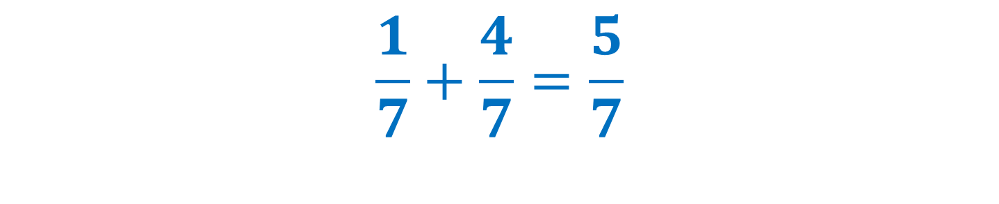 1/7 + 4/7 = 5/7